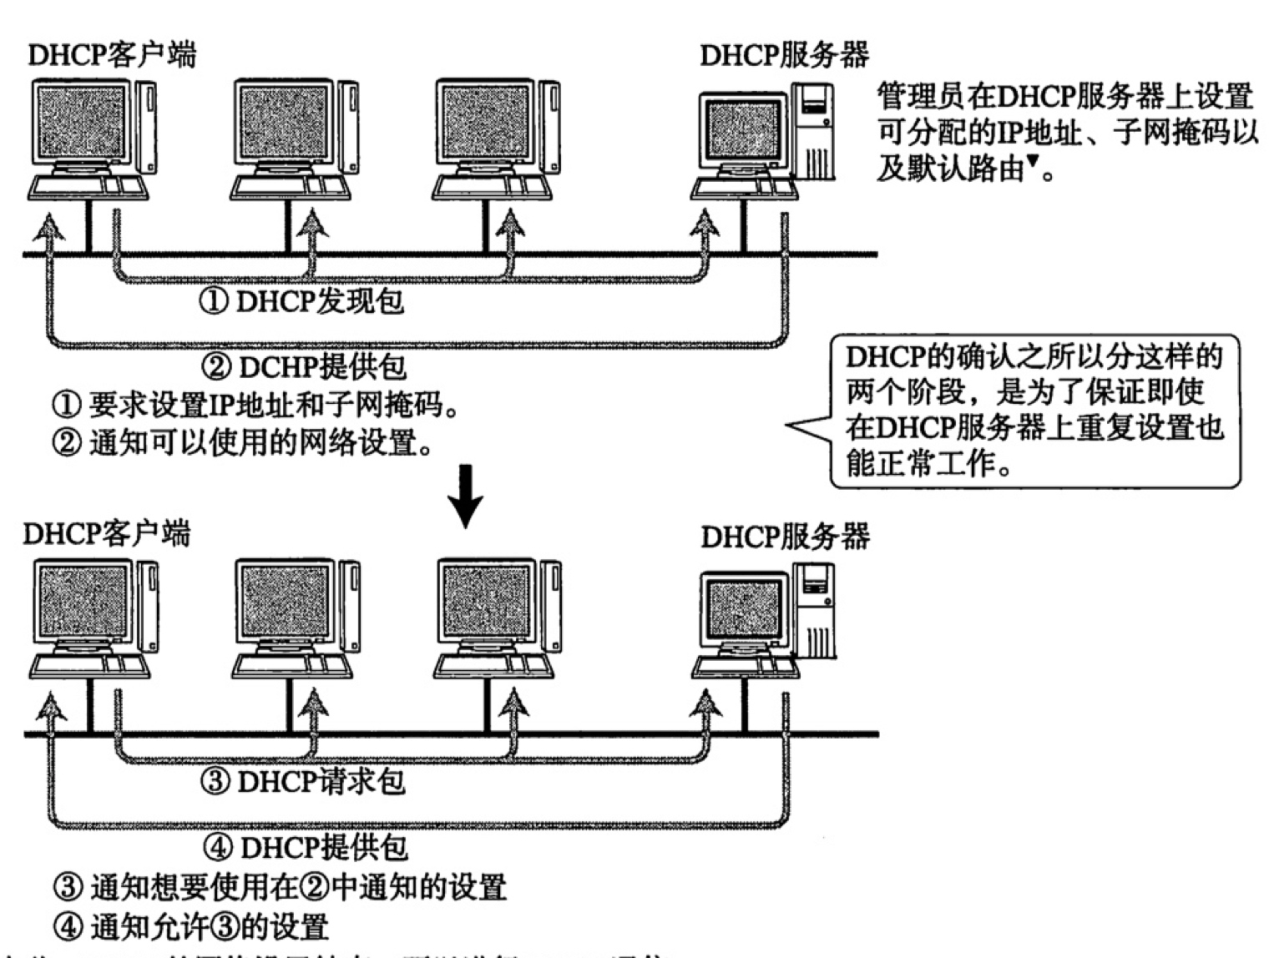 DHCP客户端
DHCP服务器
管理员在DHCP服务器上设置
可分配的IP地址、子网掩码以
及默认路由▼。
① DHCP发现包
② DCHP提供包
① 要求设置IP地址和子网掩码。
② 通知可以使用的网络设置。
DHCP的确认之所以分这样的
两个阶段，是为了保证即使
在DHCP服务器上重复设置也
能正常工作。
DHCP客户端
DHCP服务器
③ DHCP请求包
④ DHCP提供包
③ 通知想要使用在②中通知的设置
④ 通知允许③的设置